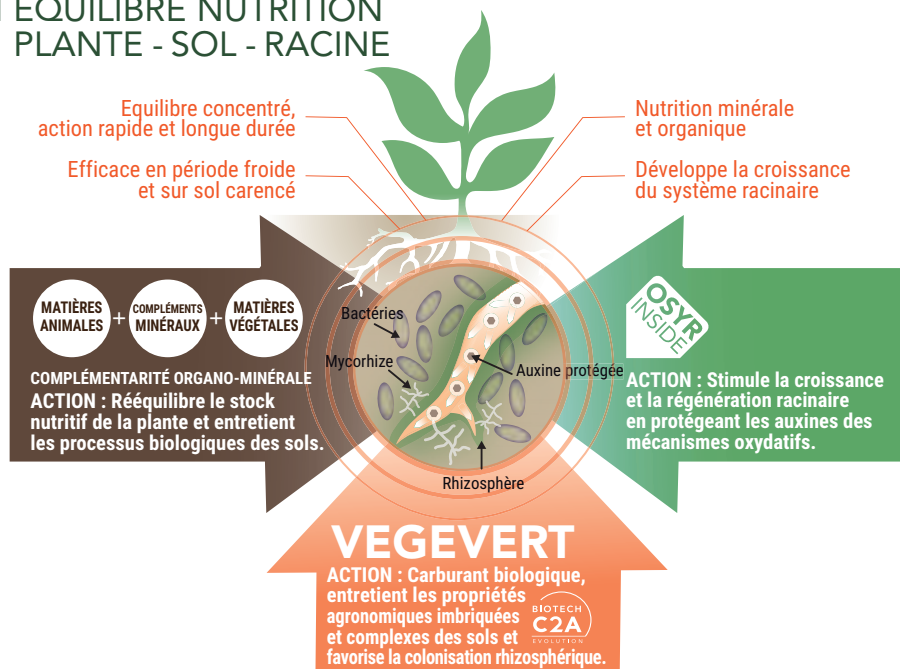 EQUILIBRE NUTRITION
PLANTE - SOL - RACINE
Equilibre concentré,
action rapide et longue durée
Efficace en période froide
et sur sol carencé
Nutrition minérale
et organique
Développe la croissance
du système racinaire
MATIÈRES
ANIMALES
+
COMPLÉMENTS
MINÉRAUX
+
MATIÈRES
VÉGÉTALES
COMPLÉMENTARITÉ ORGANO-MINÉRALE
ACTION : Rééquilibre le stock
nutritif de la plante et entretient
les processus biologiques des sols.
Bactéries
Mycorhize
Auxine protégée
Rhizosphère
OSYR
INSIDE
ACTION : Stimule la croissance
et la régénération racinaire
en protégeant les auxines des
mécanismes oxydatifs.
VEGEVERT
ACTION : Carburant biologique,
entretient les propriétés
agronomiques imbriquées
et complexes des sols et
favorise la colonisation rhizosphérique.
BIOTECH
C2A
EVOLUTION